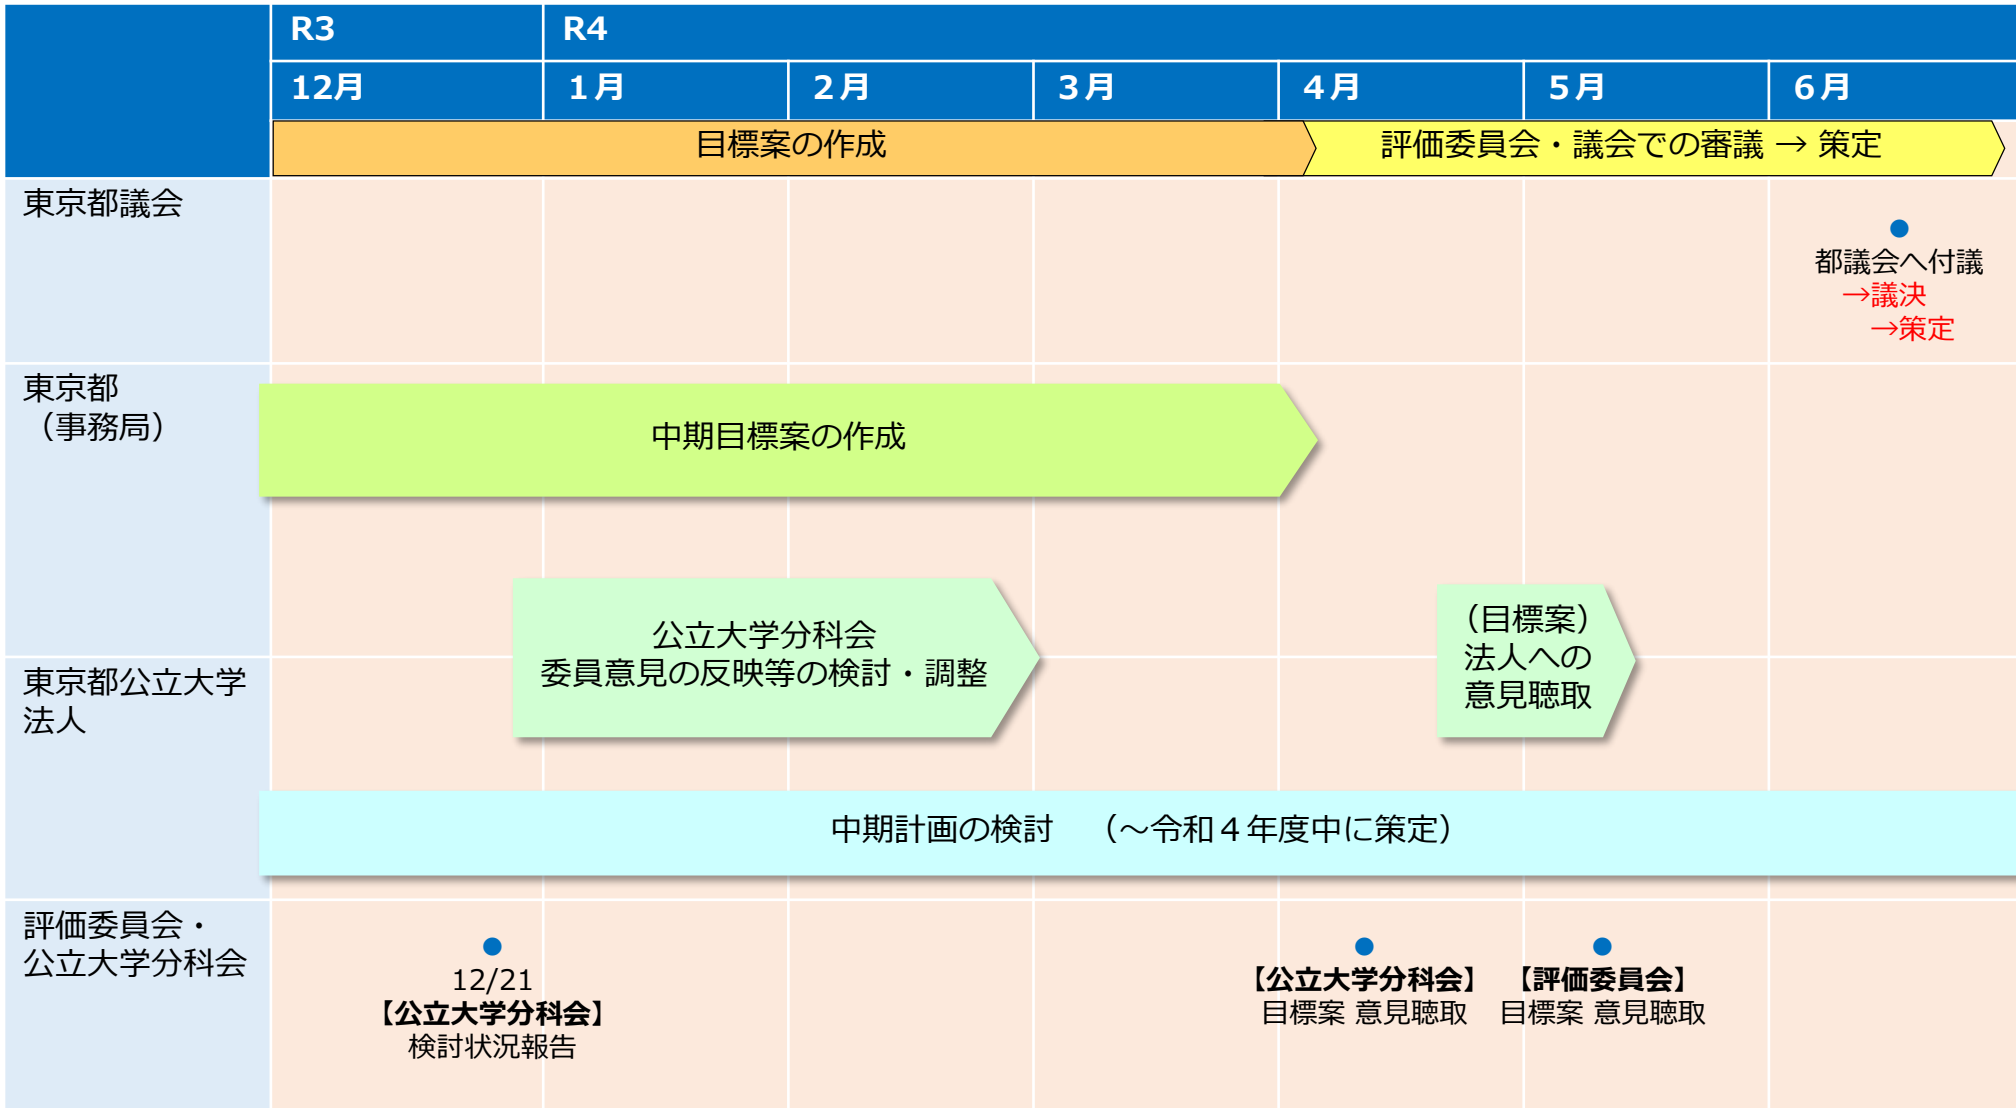 R3
R4
12月
１月
２月
３月
４月
５月
６月
目標案の作成
評価委員会・議会での審議 → 策定
東京都議会
都議会へ付議
→議決
→策定
東京都
（事務局）
中期目標案の作成
公立大学分科会
委員意見の反映等の検討・調整
（目標案）
法人への
意見聴取
東京都公立大学
法人
中期計画の検討　（～令和４年度中に策定）
評価委員会・
公立大学分科会
12/21
【公立大学分科会】
検討状況報告
【公立大学分科会】
目標案 意見聴取
【評価委員会】
目標案 意見聴取